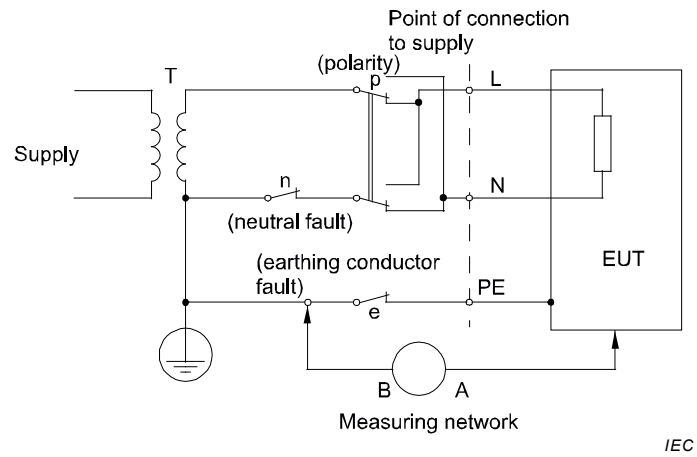 Point of connection
to supply
T
(polarity)
p
L
Supply
n
N
(neutral fault)
EUT
(earthing conductor
fault)
PE
e
B
A
Measuring network
IEC